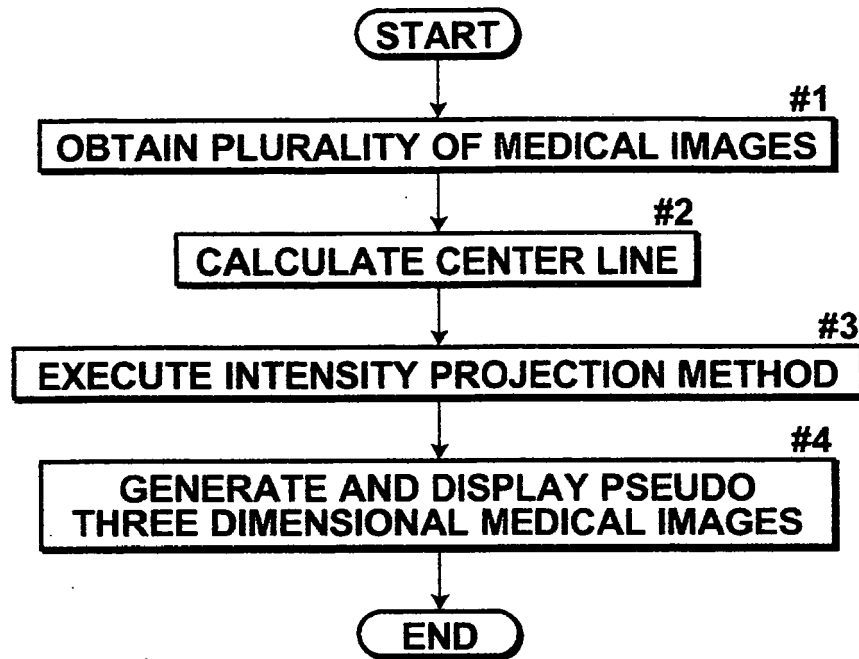 START
#1
OBTAIN PLURALITY OF MEDICAL IMAGES
#2
CALCULATE CENTER LINE
#3
EXECUTE INTENSITY PROJECTION METHOD
#4
GENERATE AND DISPLAY PSEUDO
THREE DIMENSIONAL MEDICAL IMAGES
END